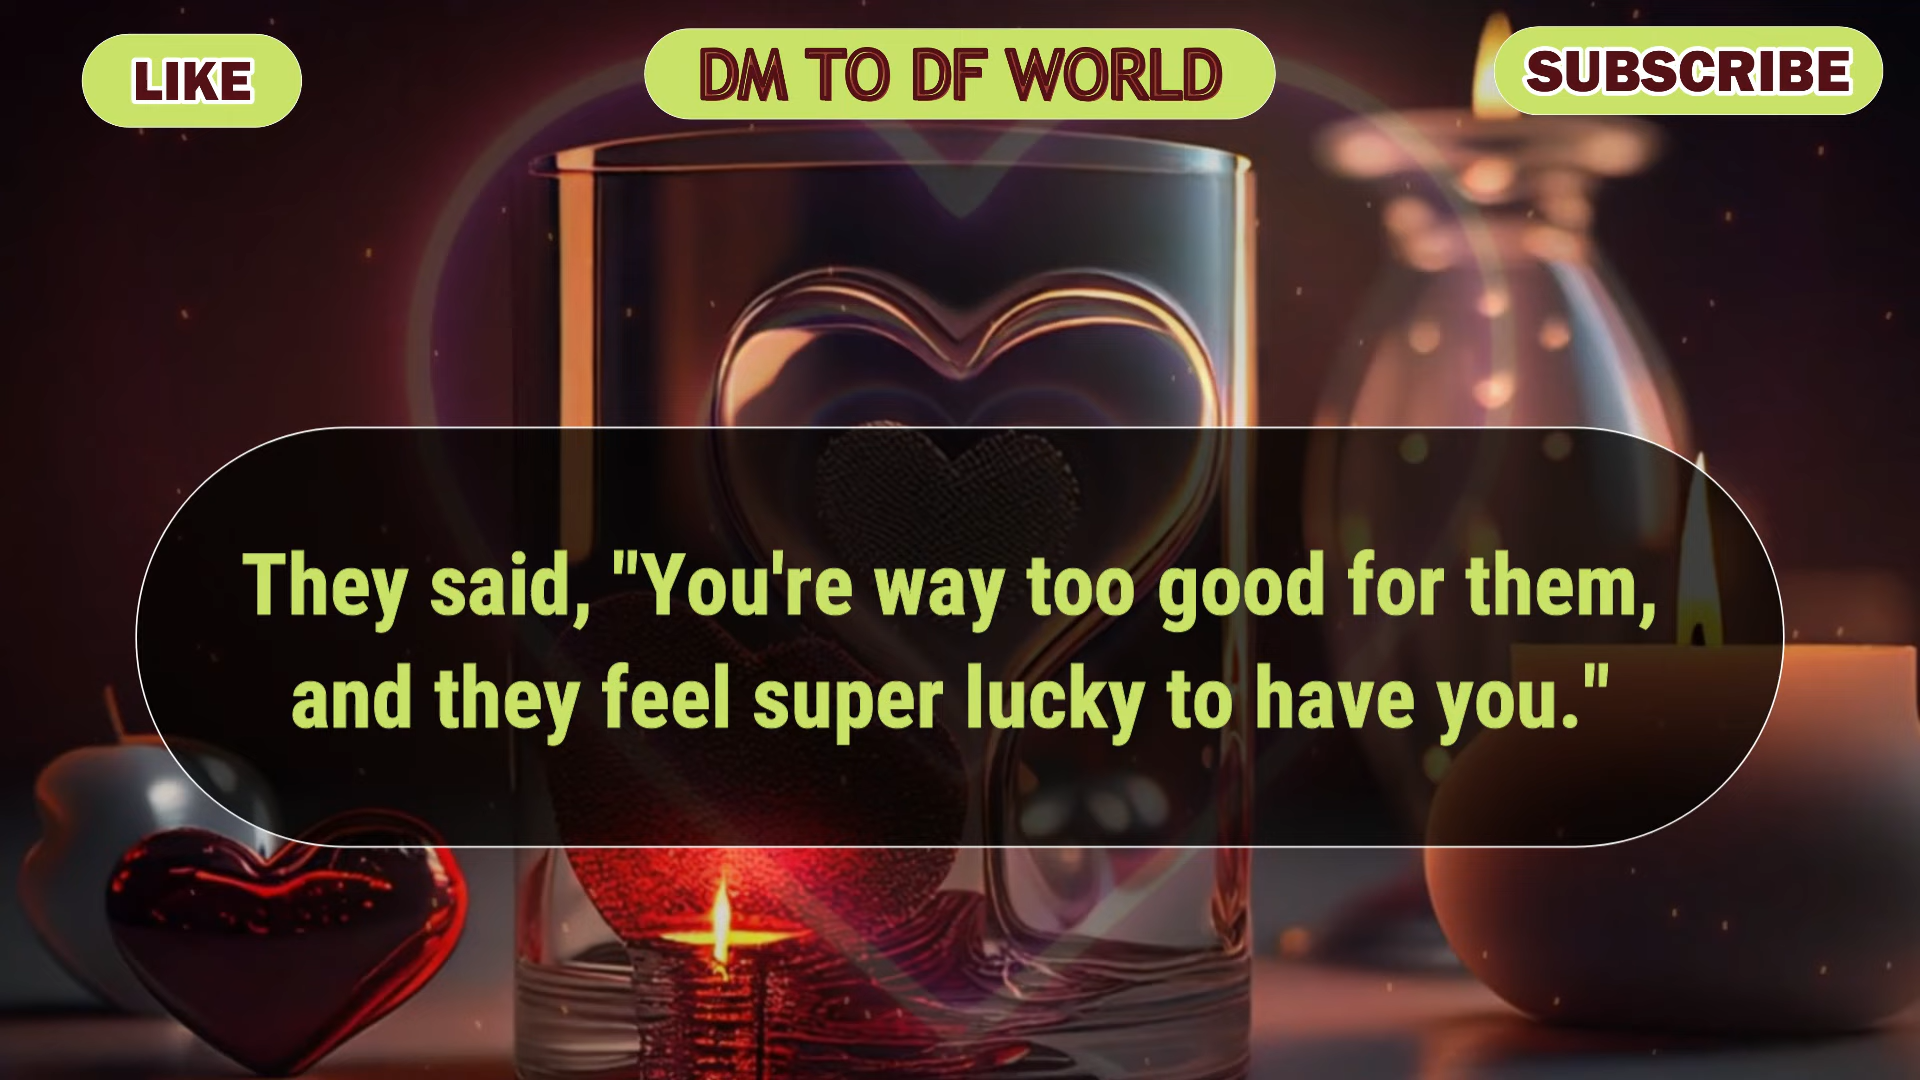 LIKE
DM TO DF WORLD
SUBSCRIBE
They said, "You're way too good for them,
and they feel super lucky to have you."